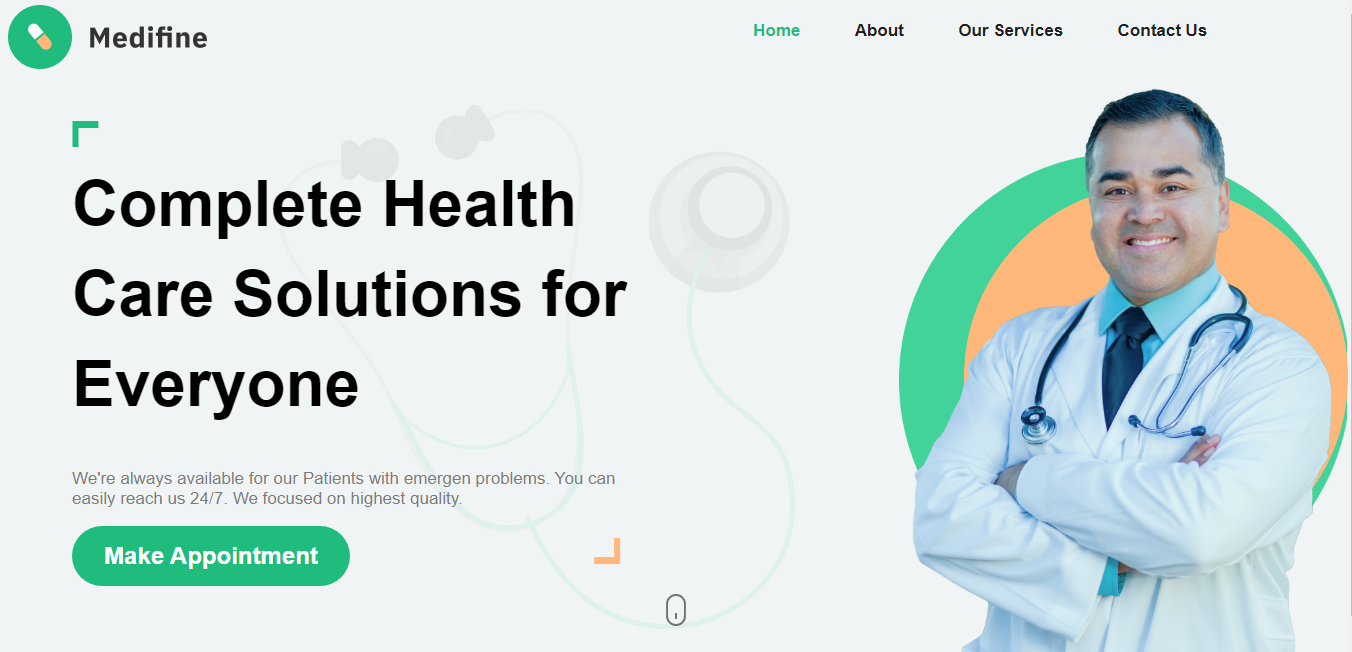 Medifine
Home About Our Services Contact Us
Complete Health
Care Solutions for
Everyone
We're always available for our Patients with emergen problems. You can
easily reach us 24/7. We focused on highest quality.
Make Appointment